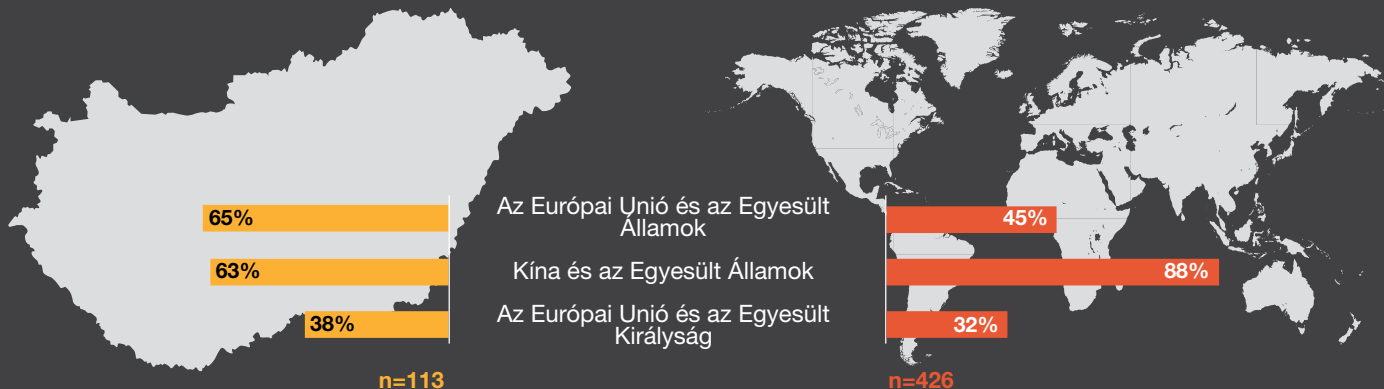 65%
Az Európai Unió és az Egyesült
Államok
45%
63%
Kína és az Egyesült Államok
88%
38%
Az Európai Unió és az Egyesült
Királyság
32%
n=113
n=426